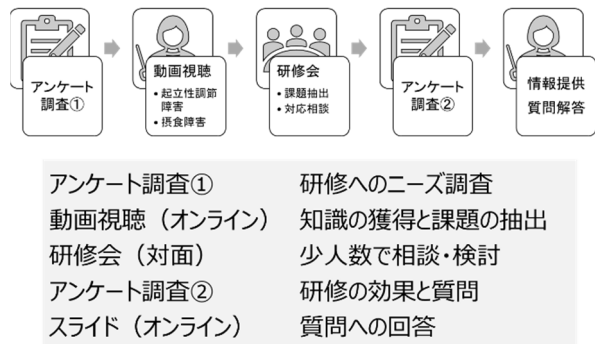 アンケート
調査①
動画視聴
• 起立性調節
障害
• 摂食障害
研修会
• 課題抽出
• 対応相談
アンケート
調査②
情報提供
質問解答
アンケート調査① 研修へのニーズ調査
動画視聴（オンライン） 知識の獲得と課題の抽出
研修会（対面） 少人数で相談・検討
アンケート調査② 研修の効果と質問
スライド（オンライン） 質問への回答